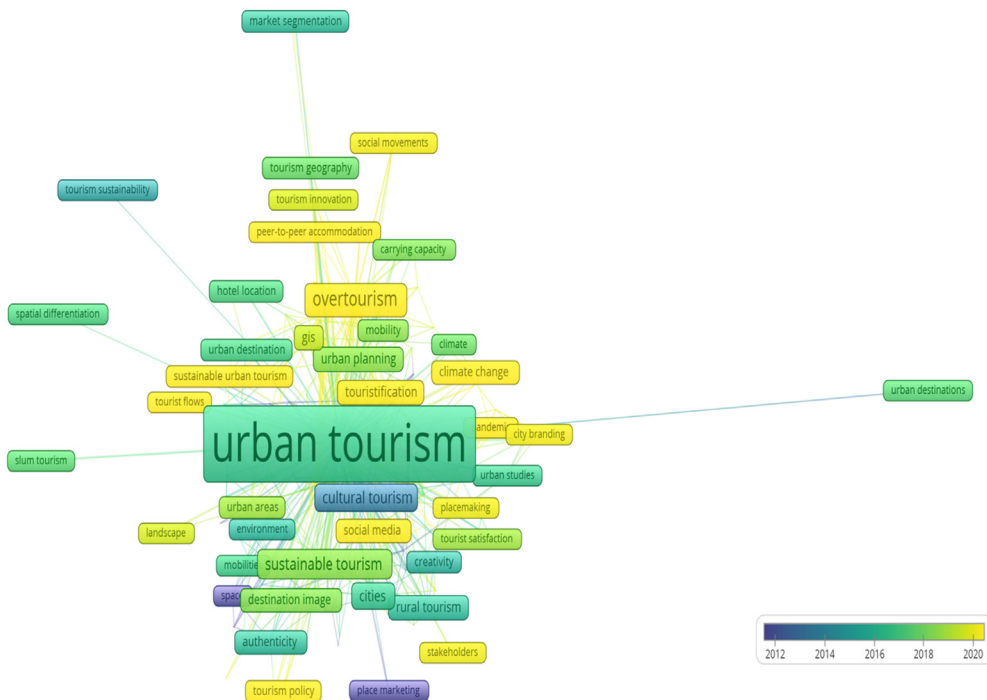 market segmentation
social movements
tourism geography
tourism sustainability
tourism innovation
peer-to-peer accommodation
carrying capacity
hotel location
overtourism
spatial differentiation
gis
mobility
urban destination
urban planning
climate
sustainable urban tourism
climate change
touristification
urban destinations
tourist flows
urban tourism
city branding
slum tourism
urban studies
cultural tourism
urban areas
placemaking
landscape
environment
social media
tourist satisfaction
mobilitie
sustainable tourism
creativity
spac
destination image
cities
rural tourism
authenticity
stakeholders
tourism policy
place marketing
2012 2014 2016 2018 2020